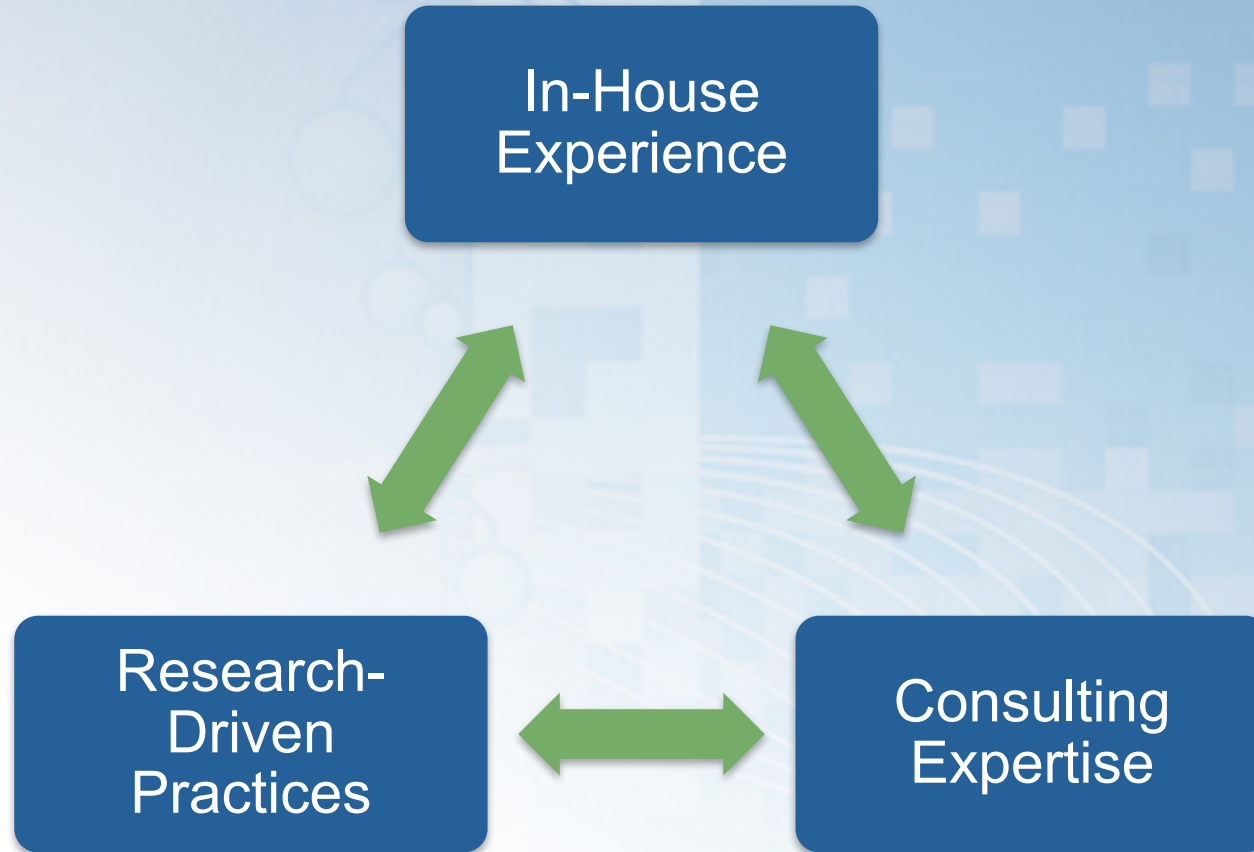 In-House
Experience
Research-
Driven
Practices
Consulting
Expertise